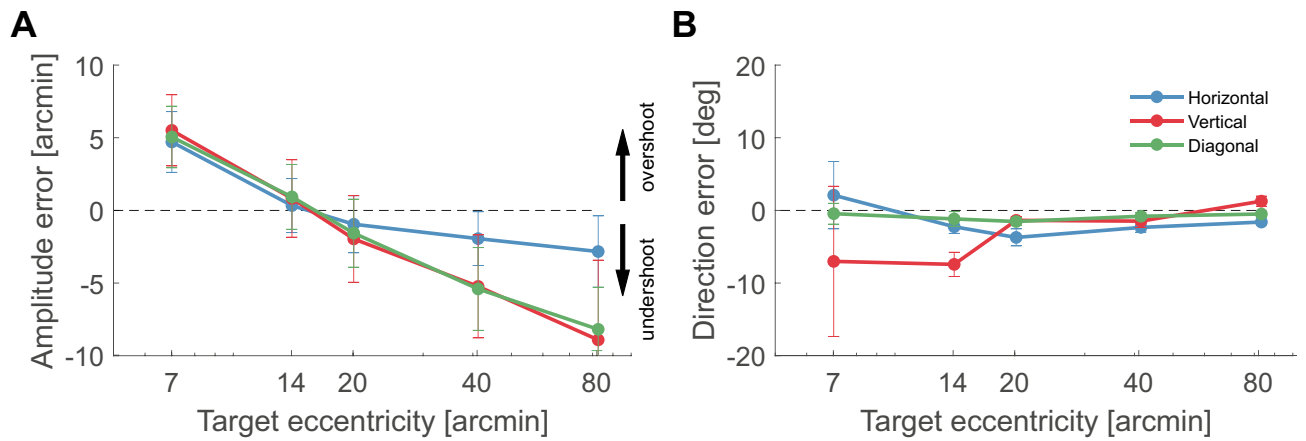 A
Amplitude error [arcmin]
10
5
0
-5
-10
7 14 20 40 80
Target eccentricity [arcmin]
overshoot
undershoot
B
Direction error [deg]
20
10
0
-10
-20
7 14 20 40 80
Target eccentricity [arcmin]
Horizontal
Vertical
Diagonal